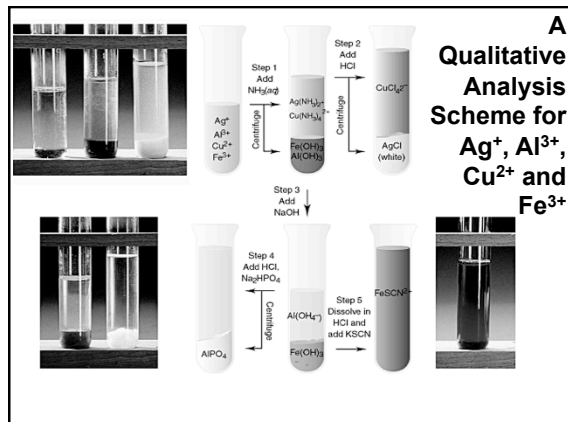 A
Qualitative
Analysis
Scheme for
Ag⁺, Al³⁺,
Cu²⁺ and
Fe³⁺
Step 1
Add
NH₃(aq)
Centrifuge
Ag⁺
Al³⁺
Cu²⁺
Fe³⁺
Ag(NH₃)₂⁺
Cu(NH₃)₄²⁺
Fe(OH)₃
Al(OH)₃
Step 2
Add
HCl
Centrifuge
CuCl₄²⁻
AgCl
(white)
Step 3
Add
NaOH
Step 4
Add HCl,
Na₂HPO₄
Centrifuge
AlPO₄
Al(OH₄⁻)
Fe(OH)₃
Step 5
Dissolve in
HCl and
add KSCN
FeSCN²⁺